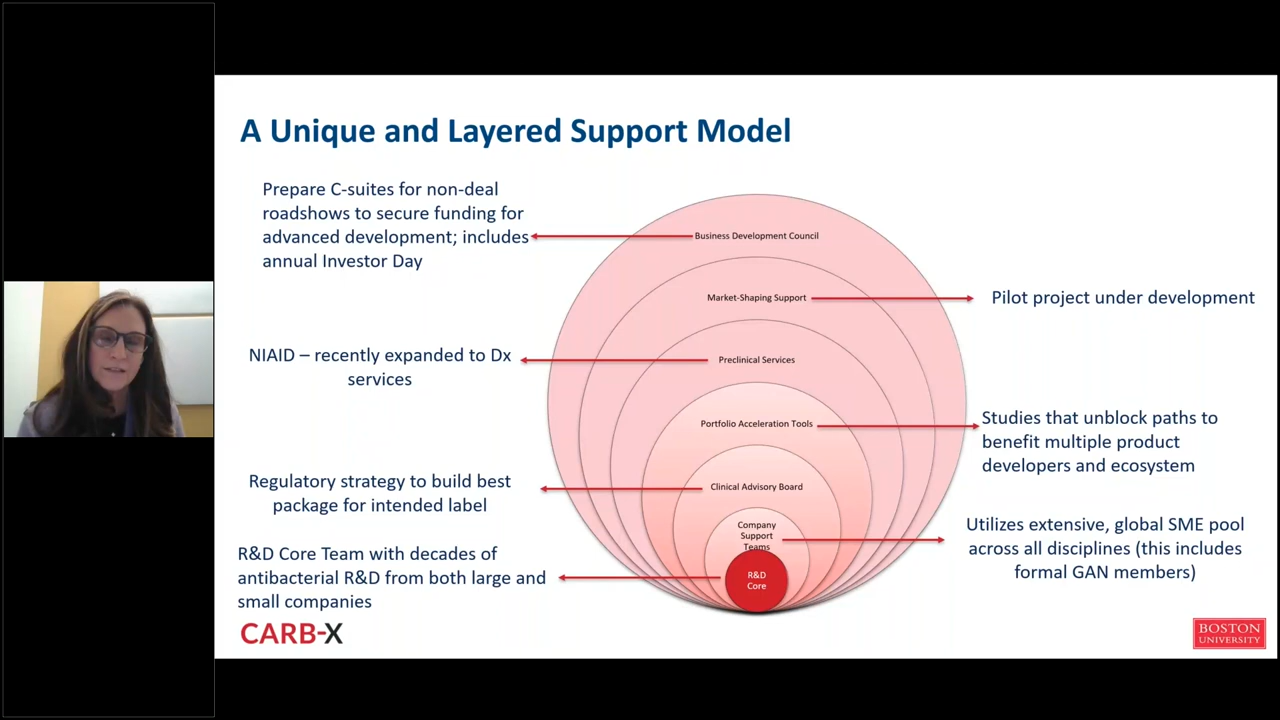 A Unique and Layered Support Model
Prepare C-suites for non-deal
roadshows to secure funding for
advanced development; includes
annual Investor Day
Business Development Council
Market-Shaping Support
Pilot project under development
NIAID – recently expanded to Dx
services
Preclinical Services
Portfolio Acceleration Tools
Studies that unblock paths to
benefit multiple product
developers and ecosystem
Regulatory strategy to build best
package for intended label
Clinical Advisory Board
Company
Support
Teams
Utilizes extensive, global SME pool
across all disciplines (this includes
formal GAN members)
R&D Core Team with decades of
antibacterial R&D from both large and
small companies
R&D
Core
CARB-X
BOSTON
UNIVERSITY